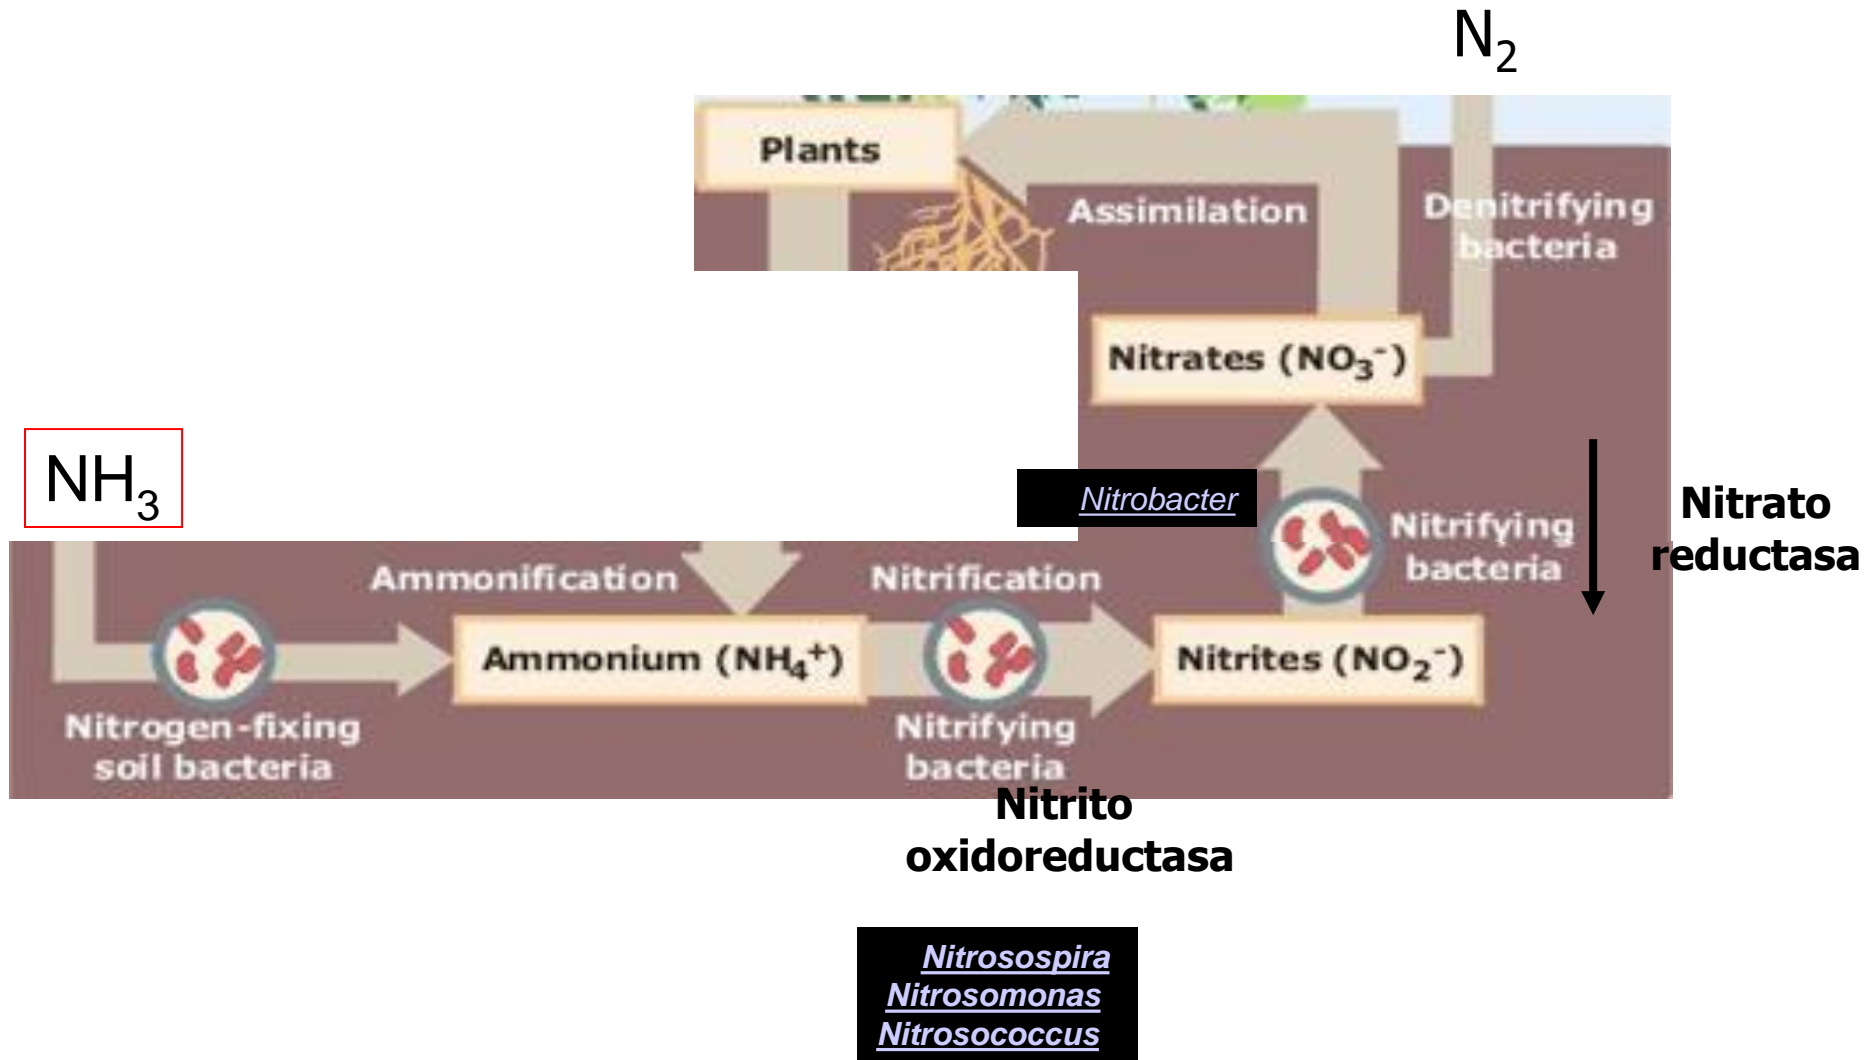 N₂
Plants
Assimilation
Denitrifying
bacteria
Nitrates (NO₃⁻)
NH₃
Nitrobacter
Nitrifying
bacteria
Nitrato
reductasa
Ammonification
Nitrification
Ammonium (NH₄⁺)
Nitrites (NO₂⁻)
Nitrogen-fixing
soil bacteria
Nitrifying
bacteria
Nitrito
oxidoreductasa
Nitrosospira
Nitrosomonas
Nitrosococcus